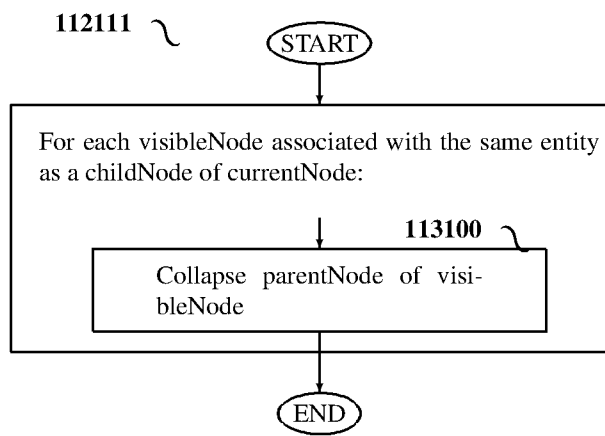 112111
START
For each visibleNode associated with the same entity
as a childNode of currentNode:
113100
Collapse parentNode of visi-
bleNode
END